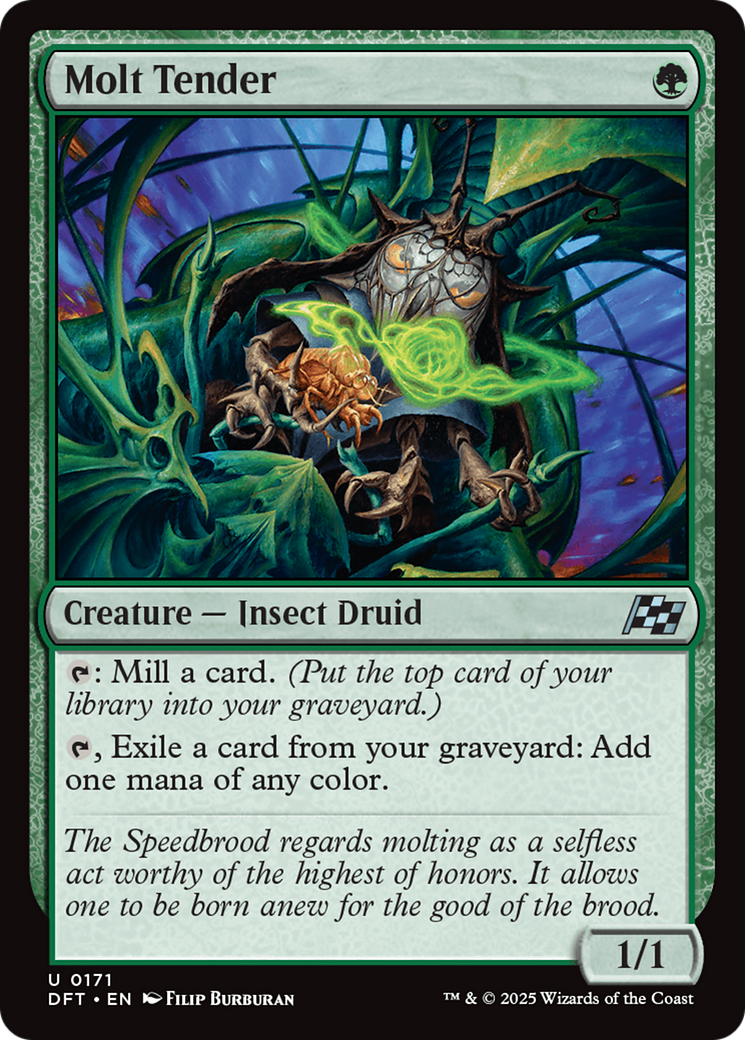 Molt Tender
Creature — Insect Druid
: Mill a card. (Put the top card of your
library into your graveyard.)
, Exile a card from your graveyard: Add
one mana of any color.
The Speedbrood regards molting as a selfless
act worthy of the highest of honors. It allows
one to be born anew for the good of the brood.
1/1
U 0171
DFT • EN Filip Burburan
™ & © 2025 Wizards of the Coast